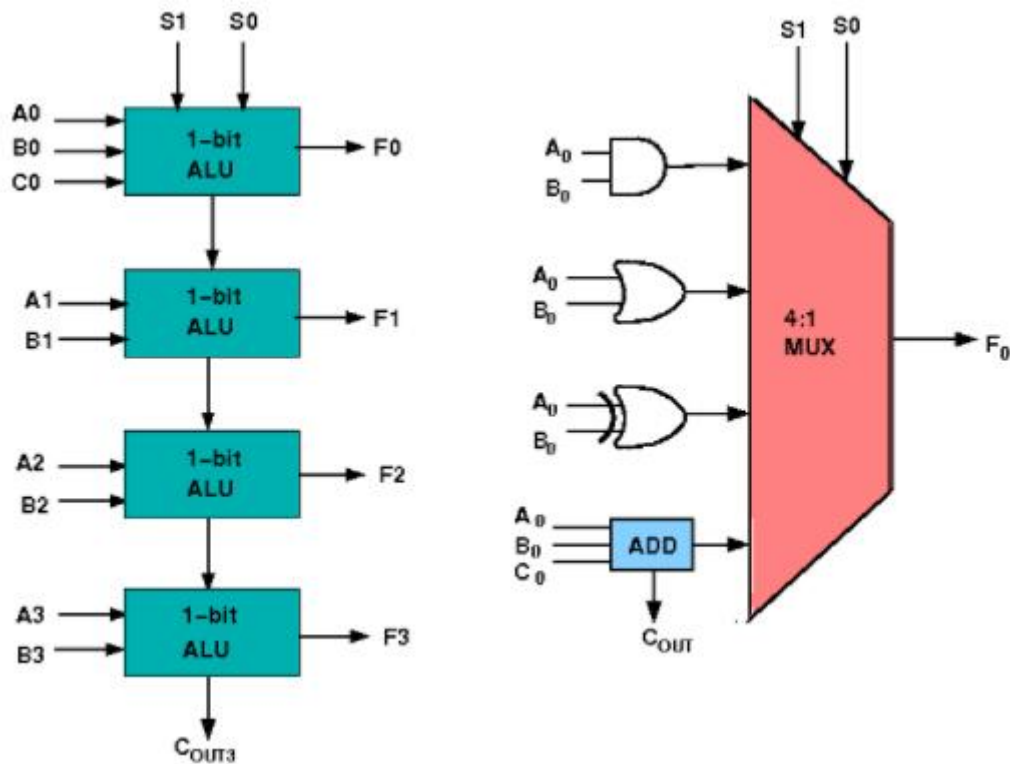 S1 S0
A0
B0
C0
1-bit
ALU
F0
A1
B1
1-bit
ALU
F1
A2
B2
1-bit
ALU
F2
A3
B3
1-bit
ALU
F3
COUT3
S1 S0
A0
B0
A0
B0
4:1
MUX
F0
A0
B0
A0
B0
C0
ADD
COUT